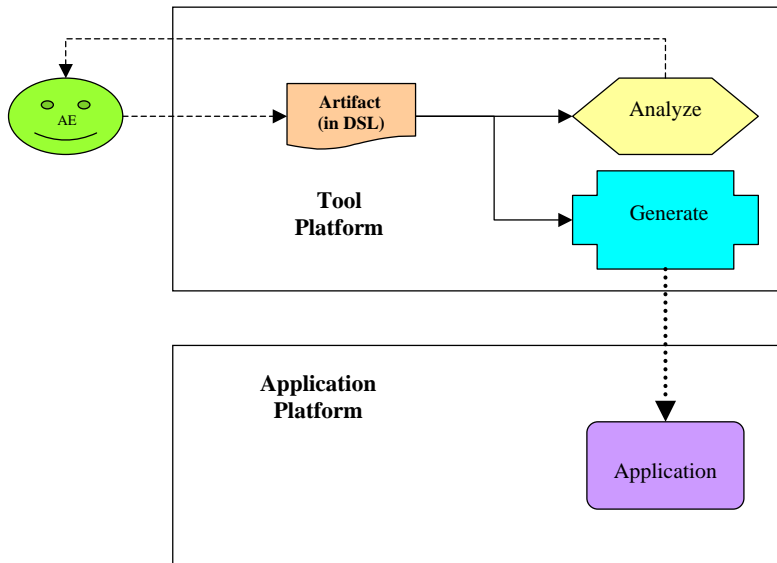 AE
Artifact
(in DSL)
Analyze
Generate
Tool
Platform
Application
Platform
Application